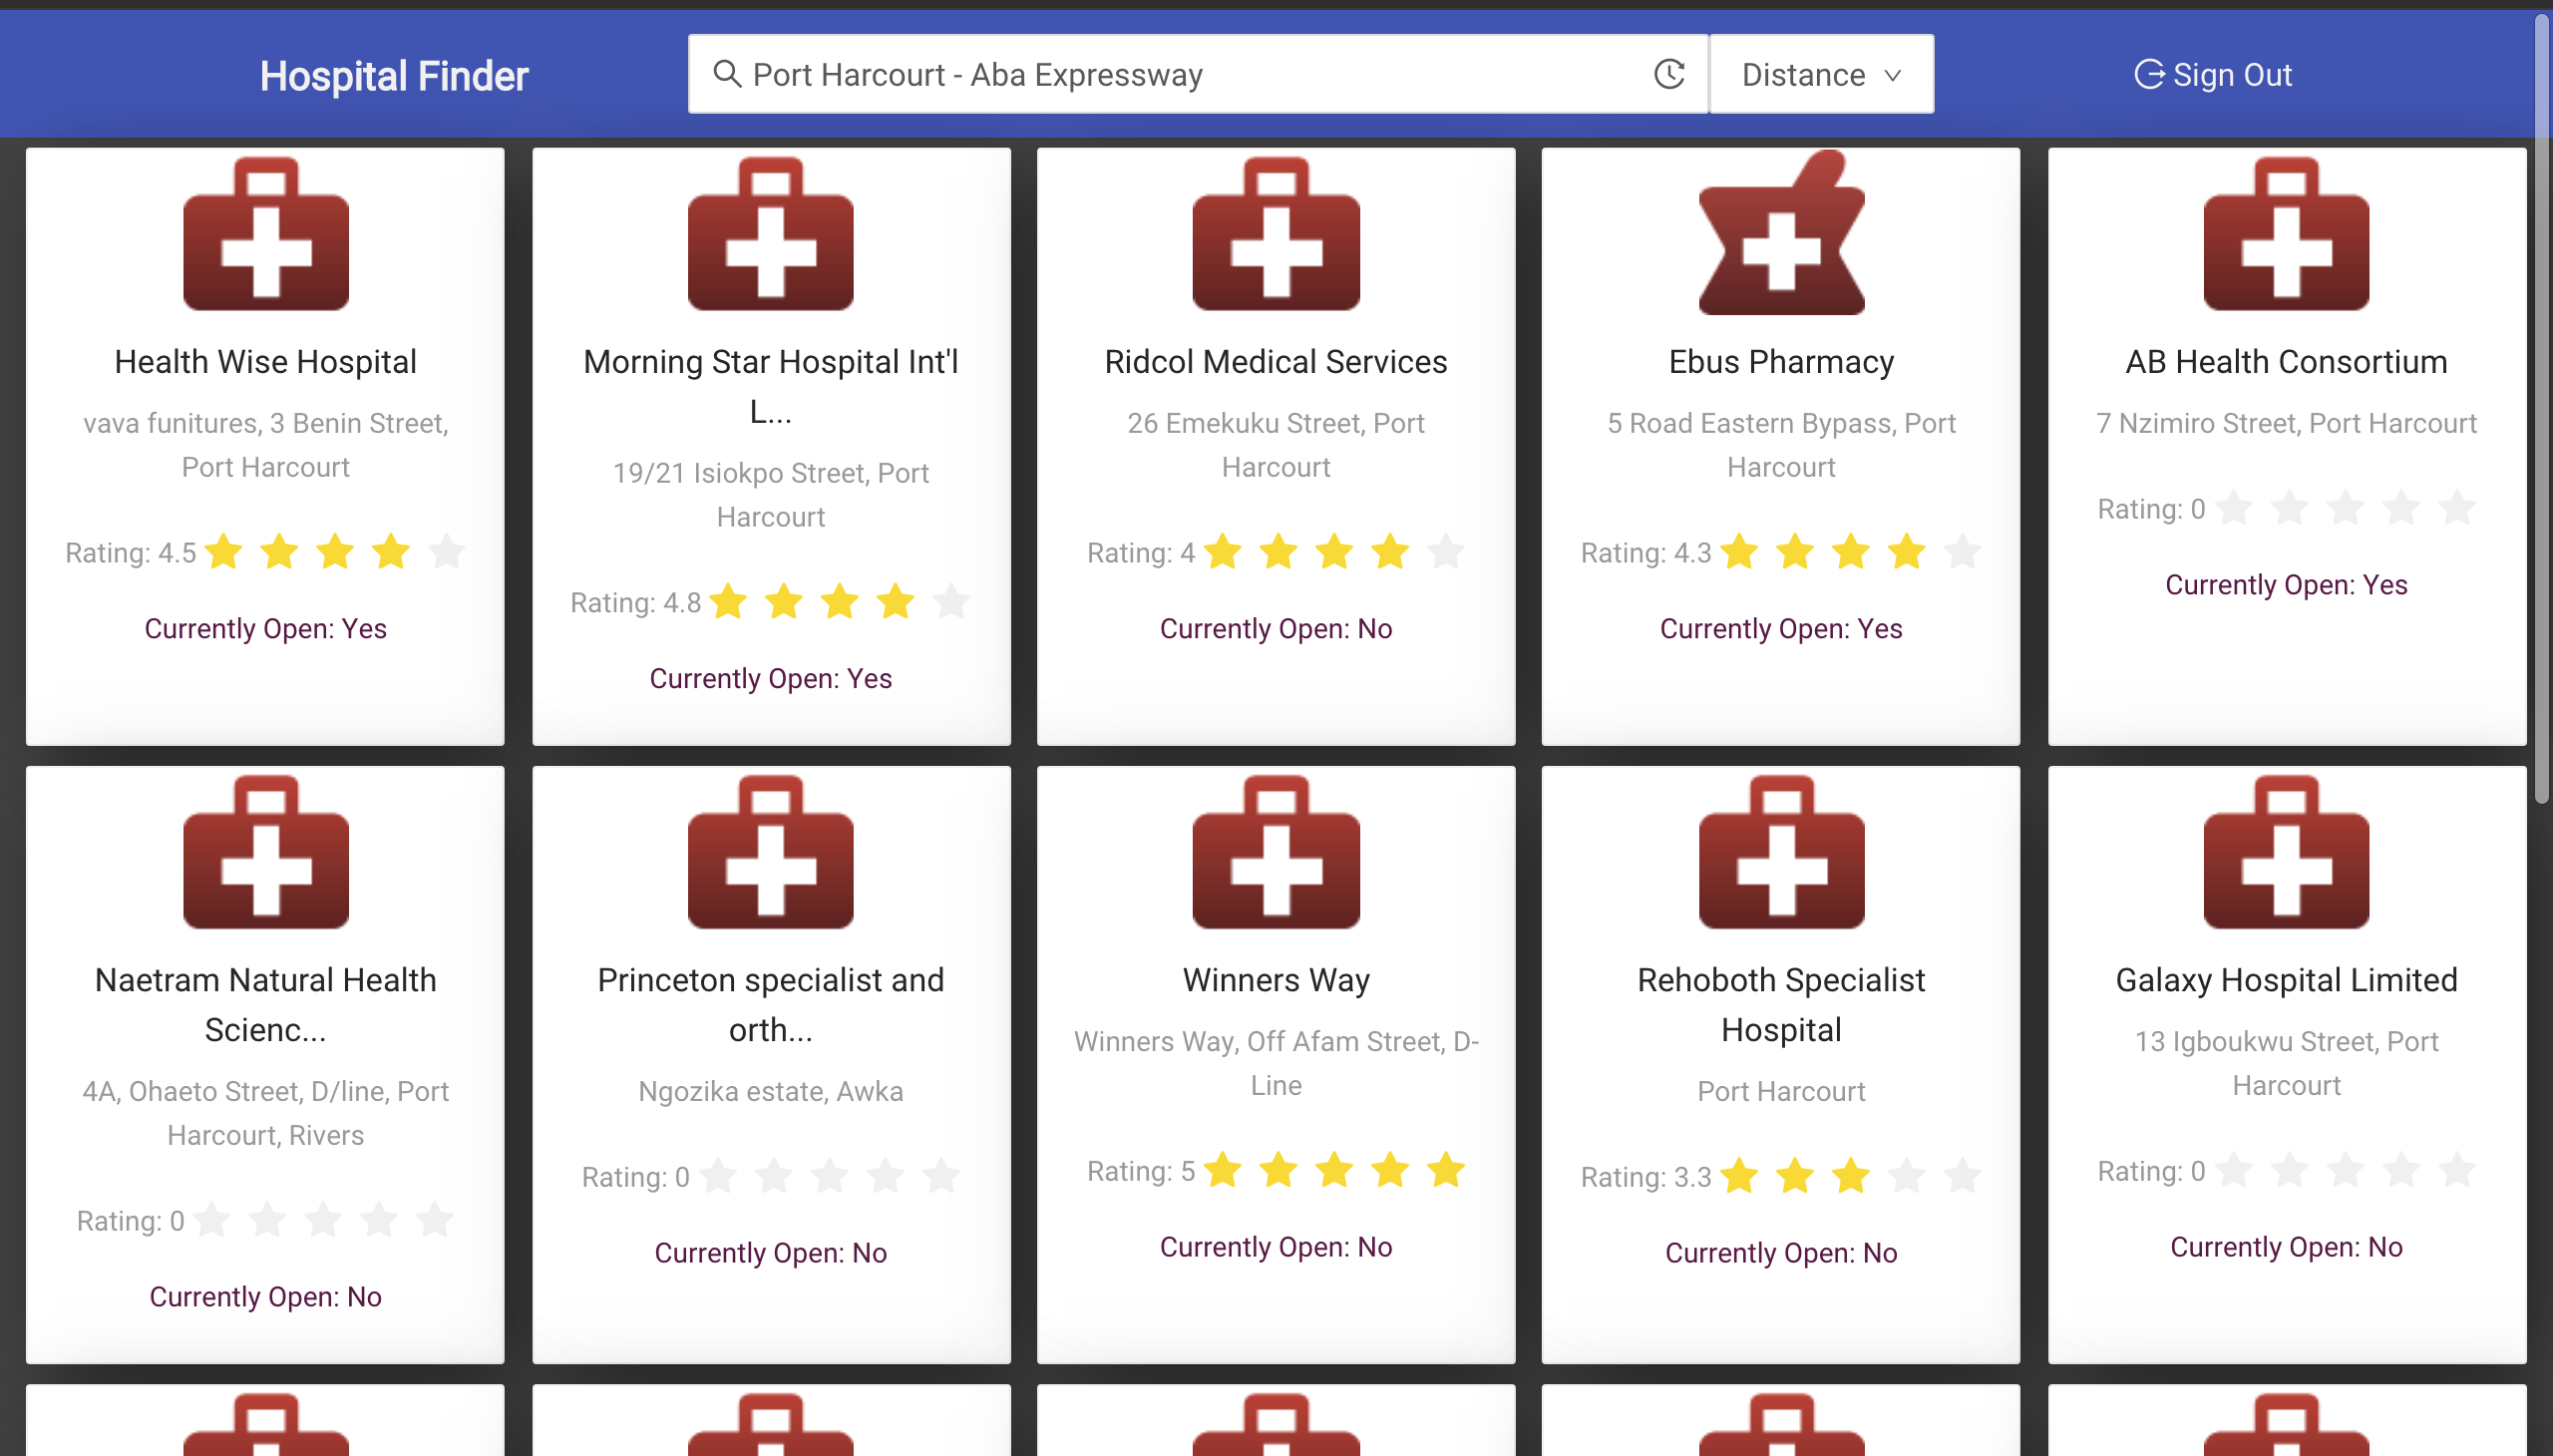 Hospital Finder
Port Harcourt - Aba Expressway
Distance
Sign Out
Health Wise Hospital
vava funitures, 3 Benin Street,
Port Harcourt
Rating: 4.5
Currently Open: Yes
Morning Star Hospital Int'l
L...
19/21 Isiokpo Street, Port
Harcourt
Rating: 4.8
Currently Open: Yes
Ridcol Medical Services
26 Emekuku Street, Port
Harcourt
Rating: 4
Currently Open: No
Ebus Pharmacy
5 Road Eastern Bypass, Port
Harcourt
Rating: 4.3
Currently Open: Yes
AB Health Consortium
7 Nzimiro Street, Port Harcourt
Rating: 0
Currently Open: Yes
Naetram Natural Health
Scienc...
4A, Ohaeto Street, D/line, Port
Harcourt, Rivers
Rating: 0
Currently Open: No
Princeton specialist and
orth...
Ngozika estate, Awka
Rating: 0
Currently Open: No
Winners Way
Winners Way, Off Afam Street, D-
Line
Rating: 5
Currently Open: No
Rehoboth Specialist
Hospital
Port Harcourt
Rating: 3.3
Currently Open: No
Galaxy Hospital Limited
13 Igboukwu Street, Port
Harcourt
Rating: 0
Currently Open: No